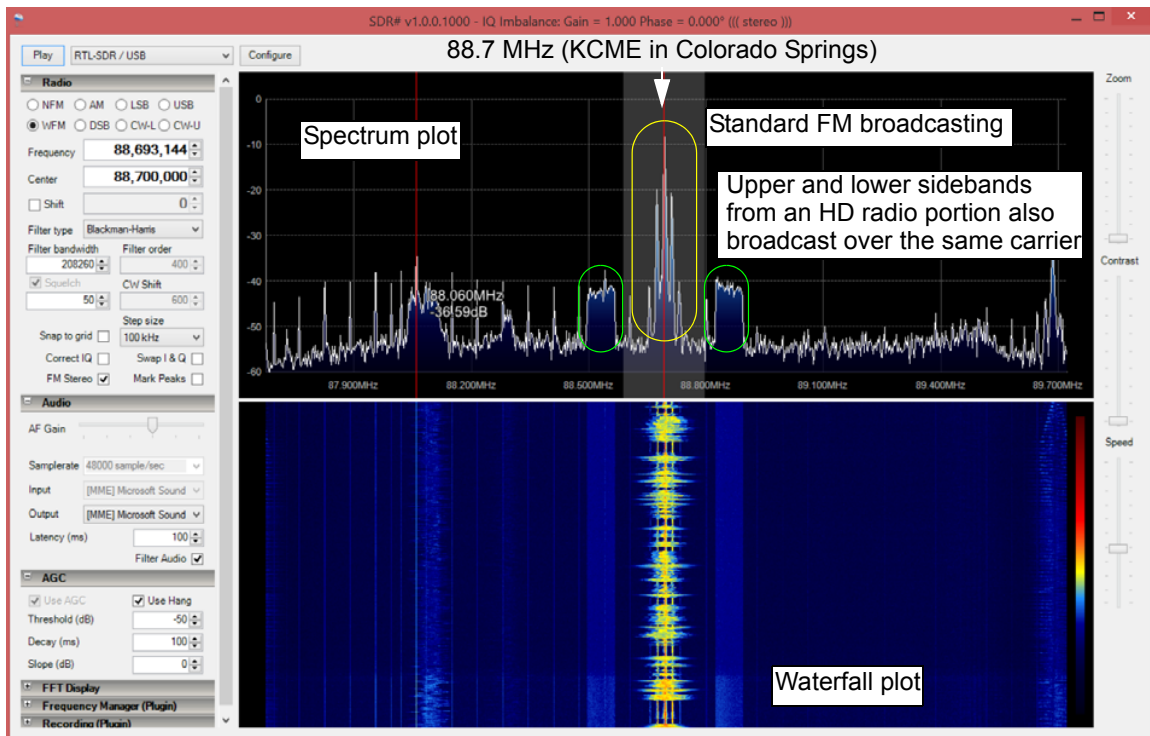 SDR# v1.0.0.1000 - IQ Imbalance: Gain = 1.000 Phase = 0.000° ((( stereo )))
Play
RTL-SDR / USB
Configure
88.7 MHz (KCME in Colorado Springs)
Radio
NFM AM LSB USB
WFM DSB CW-L CW-U
Frequency 88,693,144
Center 88,700,000
Shift 0
Filter type Blackman-Harris
Filter bandwidth Filter order
208260 400
Squelch CW Shift
50 600
Step size
Snap to grid 100 kHz
Correct IQ Swap I & Q
FM Stereo Mark Peaks
Audio
AF Gain
Samplerate 48000 sample/sec
Input [MME] Microsoft Sound
Output [MME] Microsoft Sound
Latency (ms) 100
Filter Audio
AGC
Use AGC Use Hang
Threshold (dB) -50
Decay (ms) 100
Slope (dB) 0
FFT Display
Frequency Manager (Plugin)
Recording (Plugin)
0
-10
-20
-30
-40
-50
-60
Spectrum plot
Standard FM broadcasting
Upper and lower sidebands
from an HD radio portion also
broadcast over the same carrier
88.060MHz
-36.59dB
87.900MHz 88.200MHz 88.500MHz 88.800MHz 89.100MHz 89.400MHz 89.700MHz
Waterfall plot
Zoom
Contrast
Speed